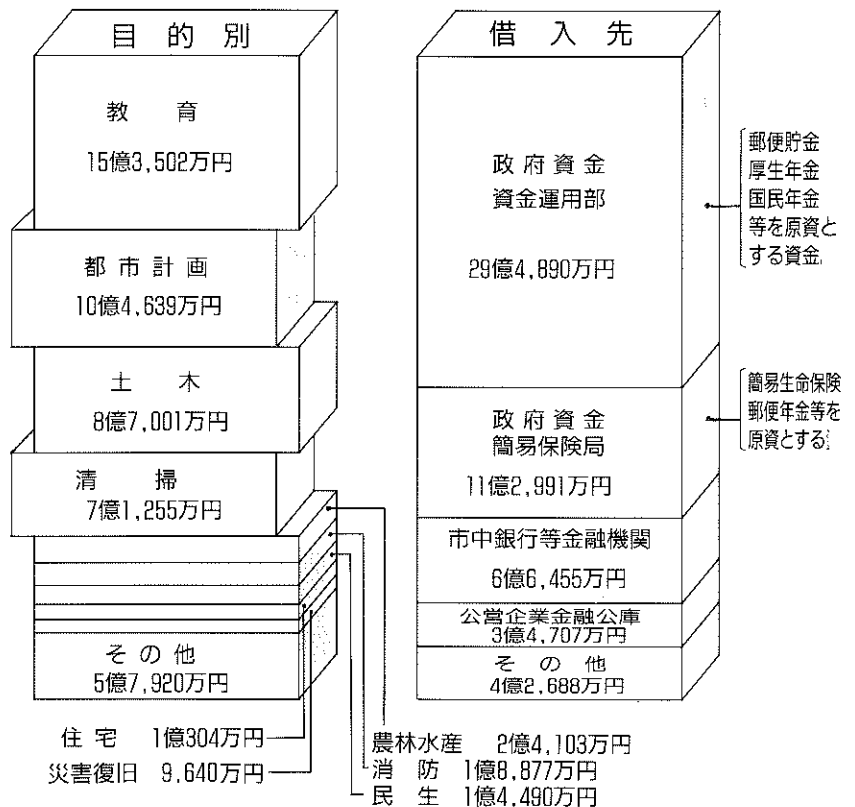 目的別
教育
15億3,502万円
都市計画
10億4,639万円
土木
8億7,001万円
清掃
7億1,255万円
その他
5億7,920万円
住宅 1億304万円
災害復旧 9,640万円
農林水産 2億4,103万円
消防 1億8,877万円
民生 1億4,490万円
借入先
政府資金
資金運用部
29億4,890万円
政府資金
簡易保険局
11億2,991万円
市中銀行等金融機関
6億6,455万円
公営企業金融公庫
3億4,707万円
その他
4億2,688万円
郵便貯金
厚生年金
国民年金
等を原資と
する資金
簡易生命保険
郵便年金等を
原資とする